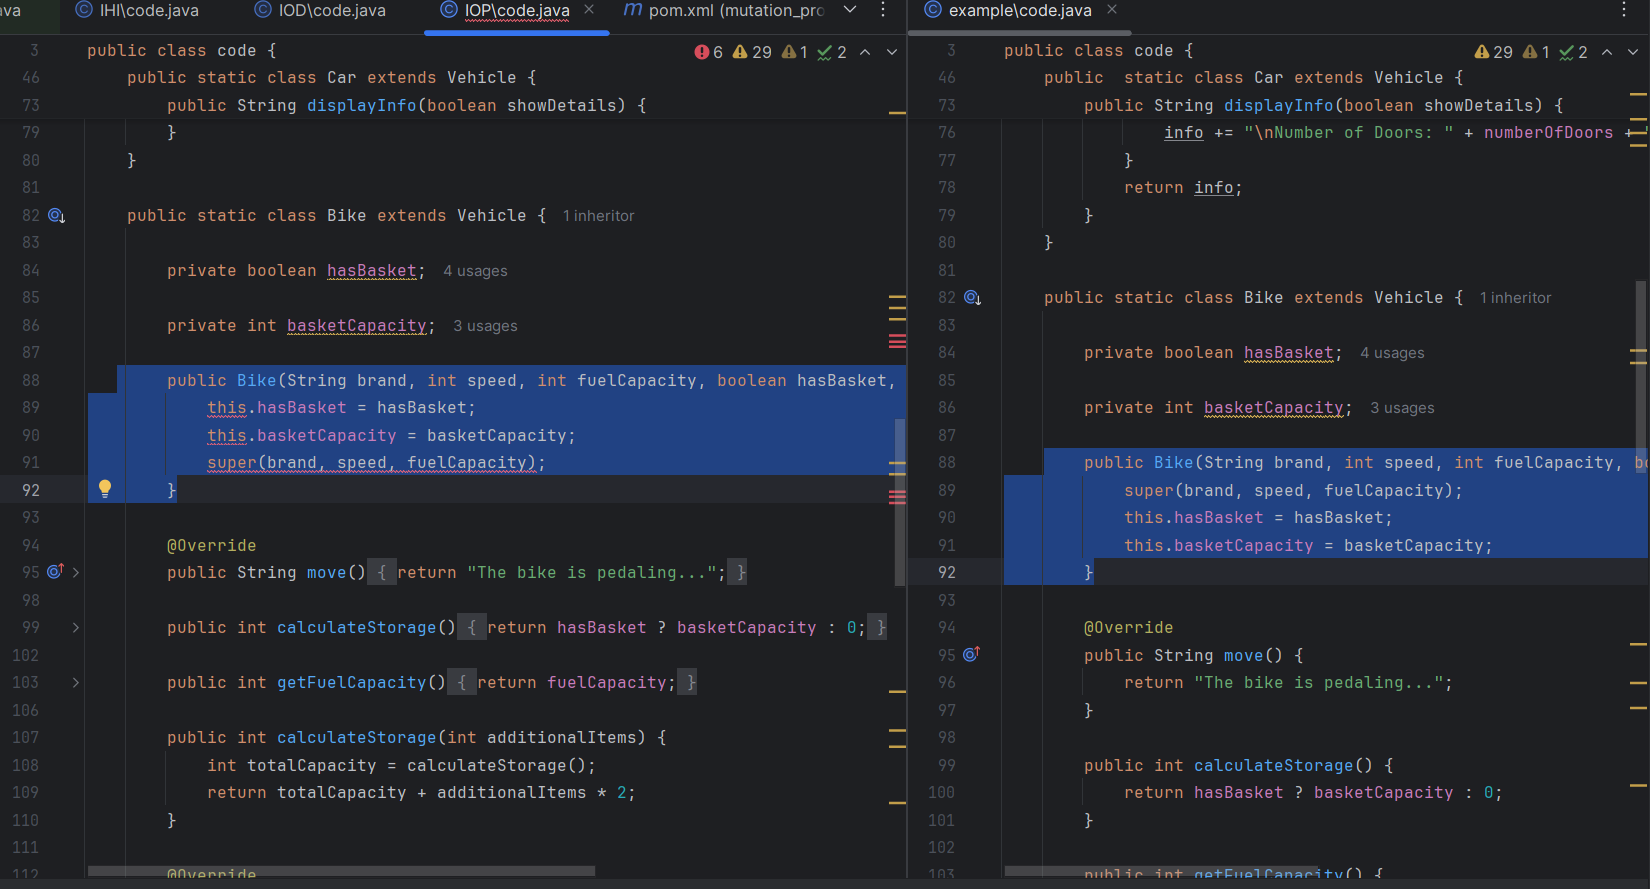 va IHI\code.java IOD\code.java IOP\code.java pom.xml (mutation_pro
3 public class code { 6 29 1 2
46 public static class Car extends Vehicle {
73 public String displayInfo(boolean showDetails) {
79 }
80 }
81
82 public static class Bike extends Vehicle { 1 inheritor
83
84 private boolean hasBasket; 4 usages
85
86 private int basketCapacity; 3 usages
87
88 public Bike(String brand, int speed, int fuelCapacity, boolean hasBasket,
89 this.hasBasket = hasBasket;
90 this.basketCapacity = basketCapacity;
91 super(brand, speed, fuelCapacity);
92 }
93
94 @Override
95 public String move() { return "The bike is pedaling..."; }
98
99 public int calculateStorage() { return hasBasket ? basketCapacity : 0; }
102
103 public int getFuelCapacity() { return fuelCapacity; }
106
107 public int calculateStorage(int additionalItems) {
108 int totalCapacity = calculateStorage();
109 return totalCapacity + additionalItems * 2;
110 }
111
112 @Override
example\code.java
3 public class code { 29 1 2
46 public static class Car extends Vehicle {
73 public String displayInfo(boolean showDetails) {
76 info += "\nNumber of Doors: " + numberOfDoors + "
77 }
78 return info;
79 }
80 }
81
82 public static class Bike extends Vehicle { 1 inheritor
83
84 private boolean hasBasket; 4 usages
85
86 private int basketCapacity; 3 usages
87
88 public Bike(String brand, int speed, int fuelCapacity, bo
89 super(brand, speed, fuelCapacity);
90 this.hasBasket = hasBasket;
91 this.basketCapacity = basketCapacity;
92 }
93
94 @Override
95 public String move() {
96 return "The bike is pedaling...";
97 }
98
99 public int calculateStorage() {
100 return hasBasket ? basketCapacity : 0;
101 }
102
103 public int getFuelCapacity() {